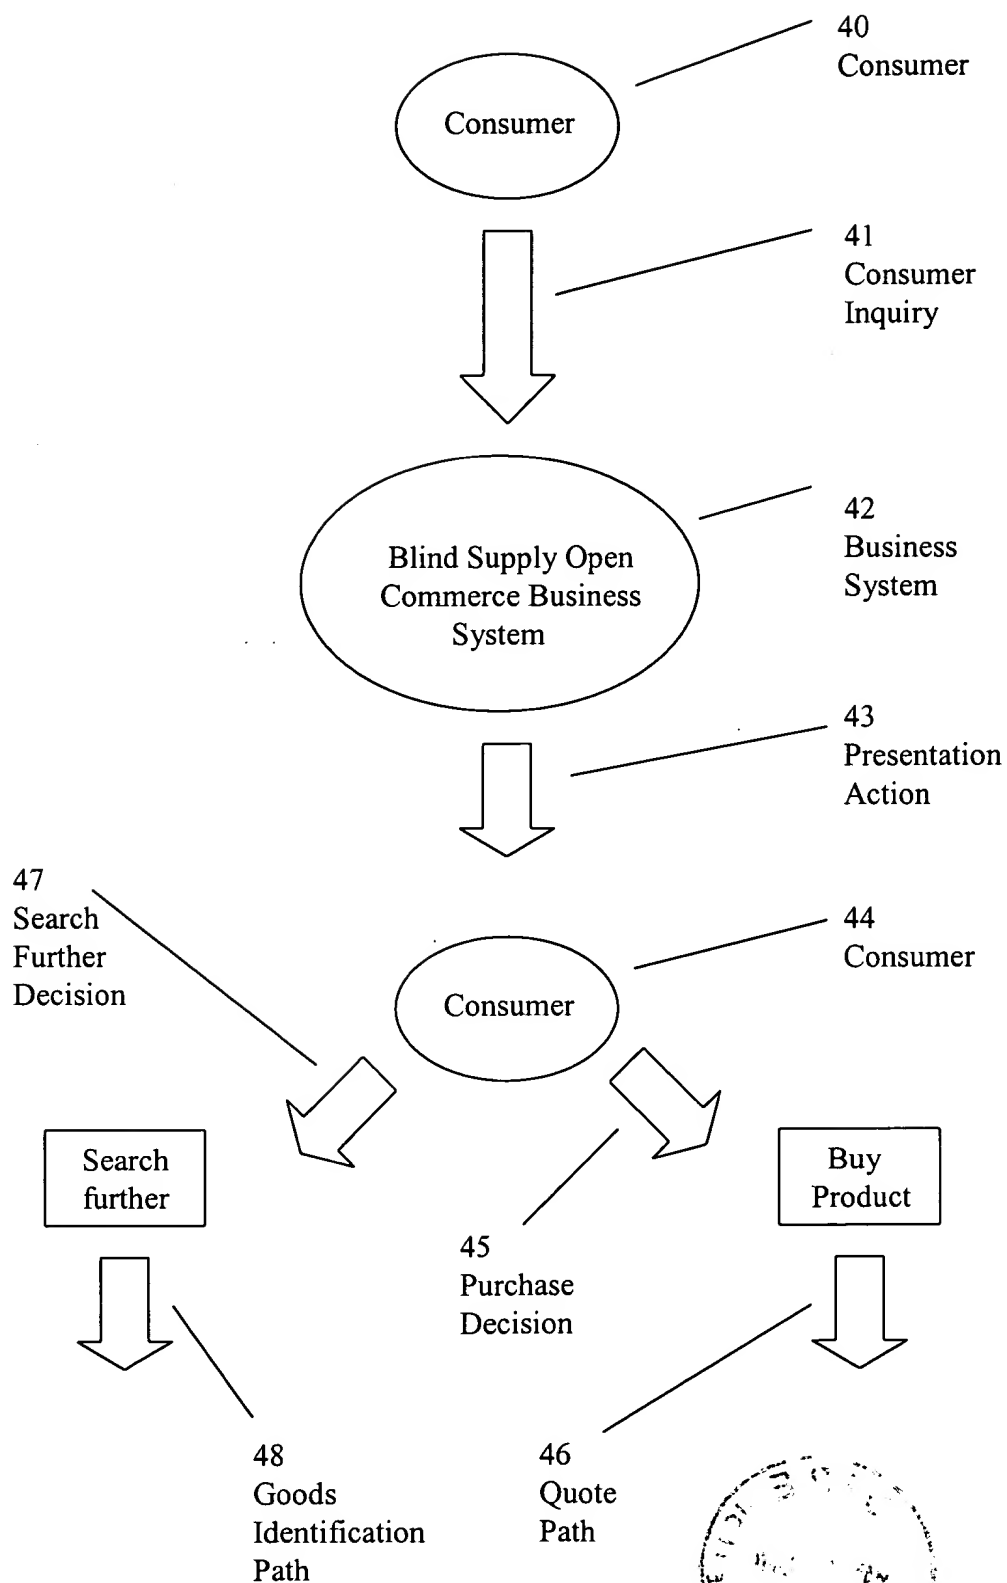 40
Consumer
Consumer
41
Consumer
Inquiry
42
Business
System
Blind Supply Open
Commerce Business
System
43
Presentation
Action
47
Search
Further
Decision
44
Consumer
Consumer
Search
further
Buy
Product
45
Purchase
Decision
48
Goods
Identification
Path
46
Quote
Path